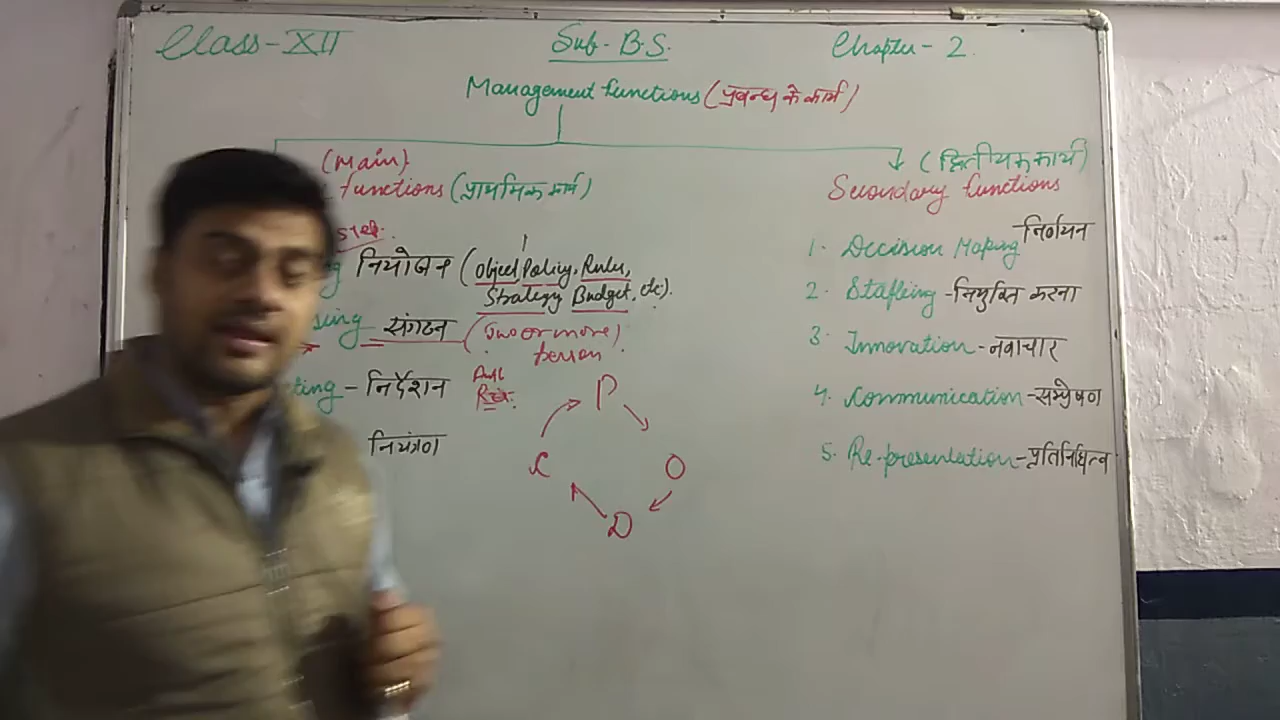 Class-XII Sub-B.S. Chapter-2
Management functions (प्रबन्ध के कार्य)
(Main)
functions (प्राथमिक कार्य)
(द्वितीयक कार्य)
Secondary functions
step.
नियोजन (object Policy, Rules,
Strategy Budget, etc).
sing संगठन (Two or more)
person
ting - निर्देशन
नियंत्रण
P
O
D
C
1. Decision Making निर्णयन
2. Staffing - नियुक्ति करना
3. Innovation - नवाचार
4. Communication - सम्प्रेषण
5. Re-presentation - प्रतिनिधित्व